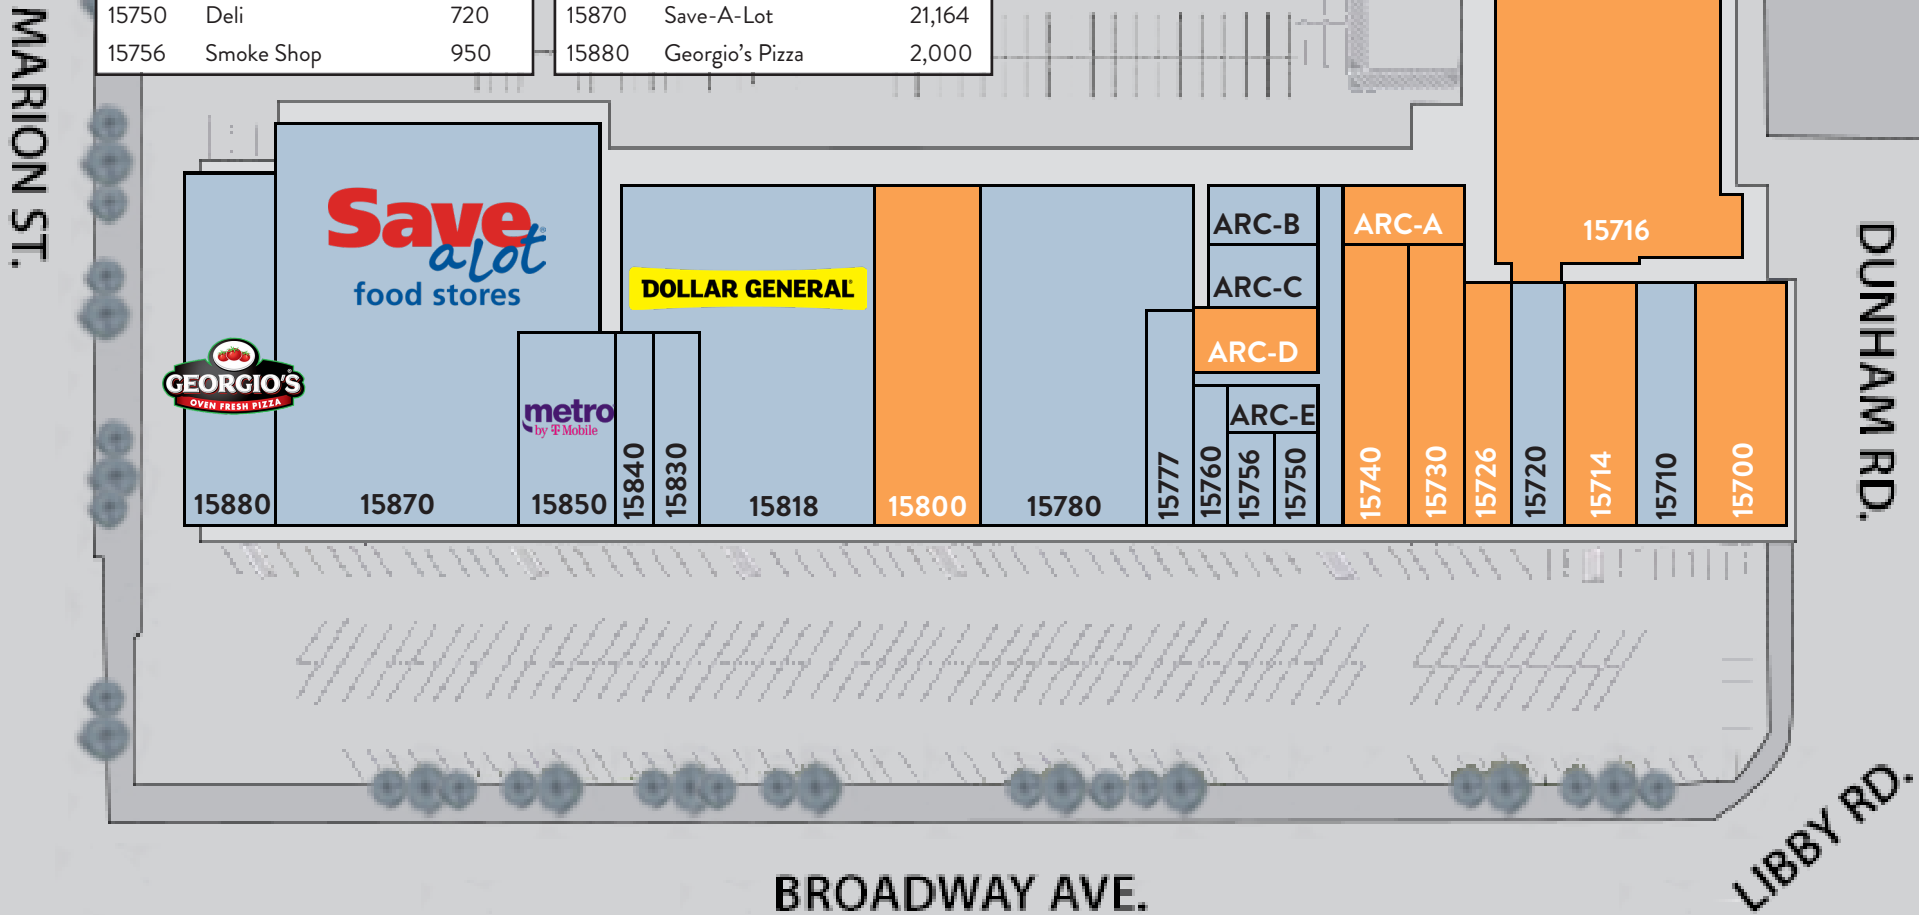 15750 Deli 720
15756 Smoke Shop 950
15870 Save-A-Lot 21,164
15880 Georgio's Pizza 2,000
MARION ST.
Save
a Lot
food stores
DOLLAR GENERAL
GEORGIO'S
OVEN FRESH PIZZA
metro
by T Mobile
15880
15870
15850
15840
15830
15818
15800
15780
15777
ARC-B
ARC-C
ARC-D
ARC-E
15760
15756
15750
ARC-A
15740
15730
15726
15720
15714
15710
15700
15716
DUNHAM RD.
LIBBY RD.
BROADWAY AVE.